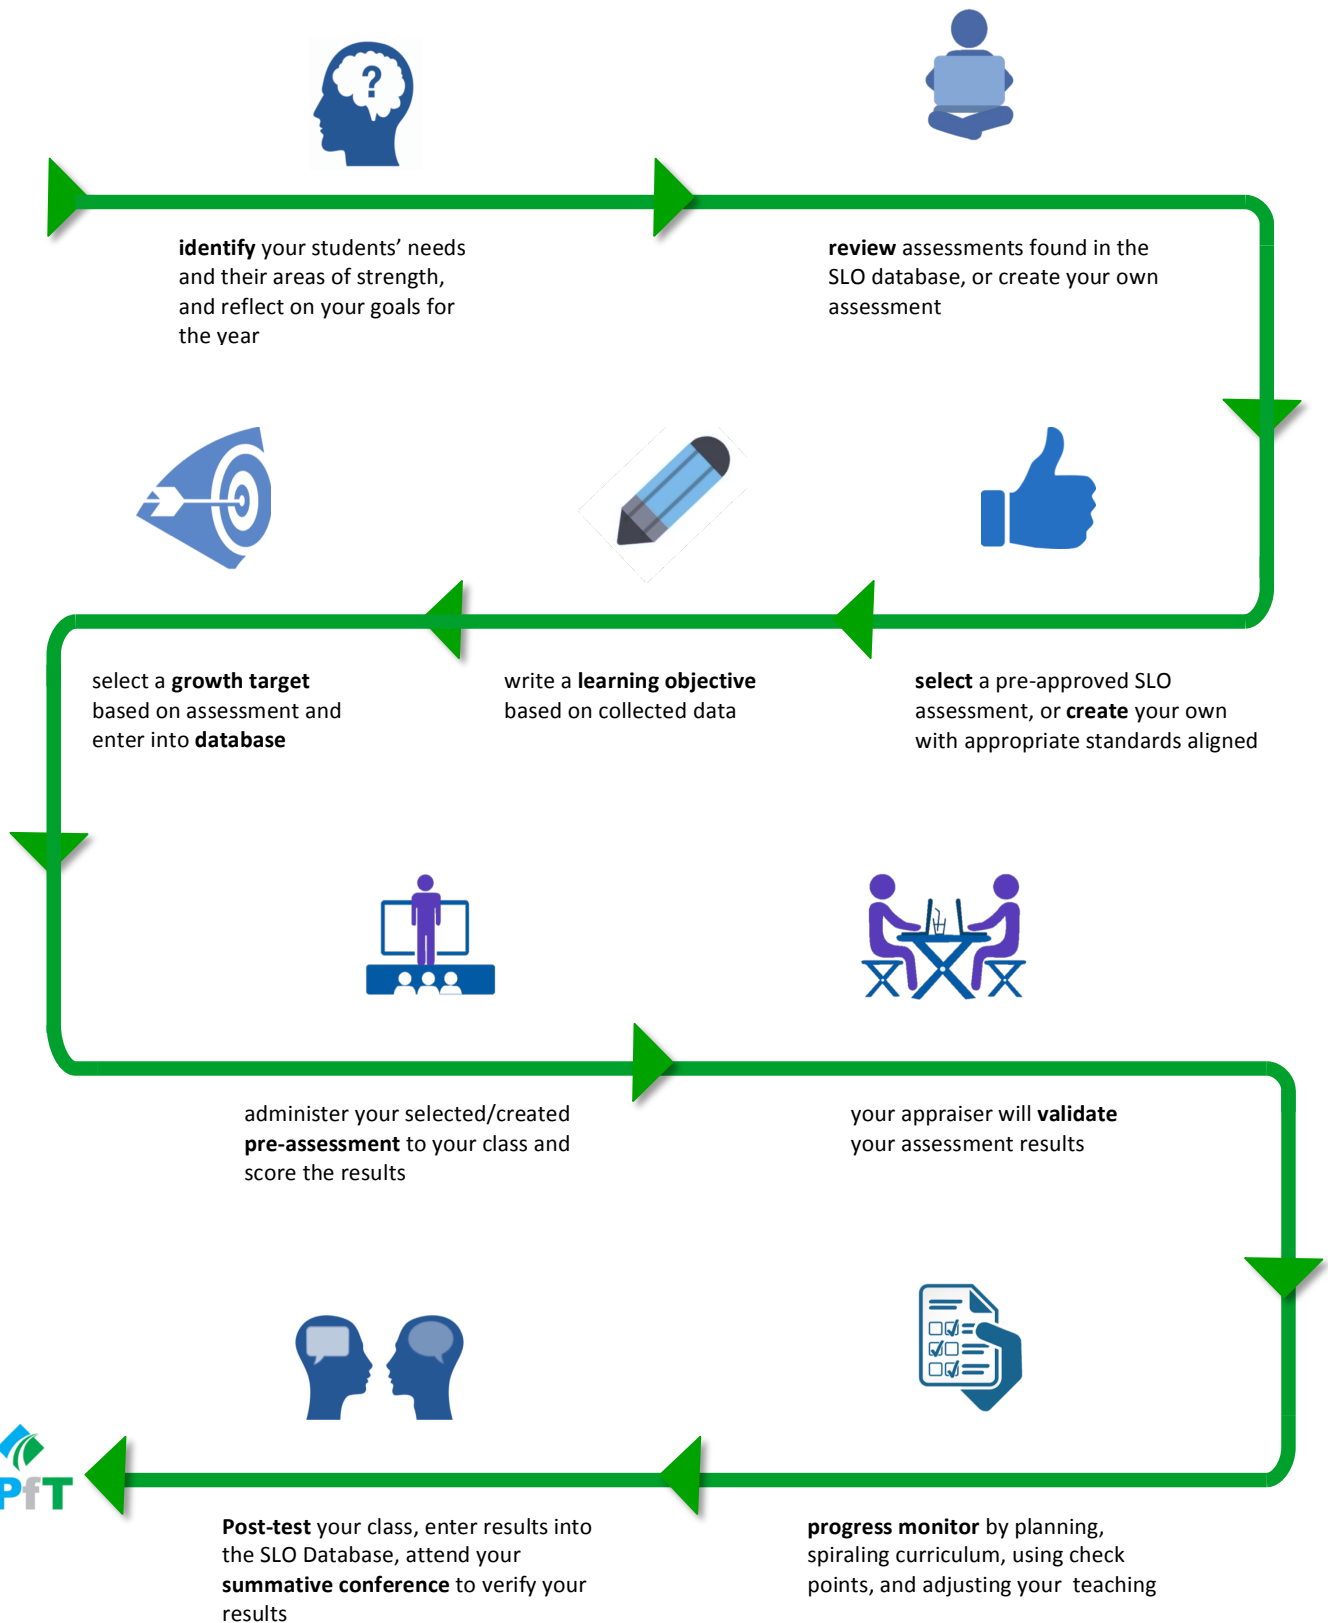 ?
identify your students’ needs
and their areas of strength,
and reflect on your goals for
the year
review assessments found in the
SLO database, or create your own
assessment
select a pre-approved SLO
assessment, or create your own
with appropriate standards aligned
write a learning objective
based on collected data
select a growth target
based on assessment and
enter into database
administer your selected/created
pre-assessment to your class and
score the results
your appraiser will validate
your assessment results
progress monitor by planning,
spiraling curriculum, using check
points, and adjusting your  teaching
Post-test your class, enter results into
the SLO Database, attend your
summative conference to verify your
results
PfT